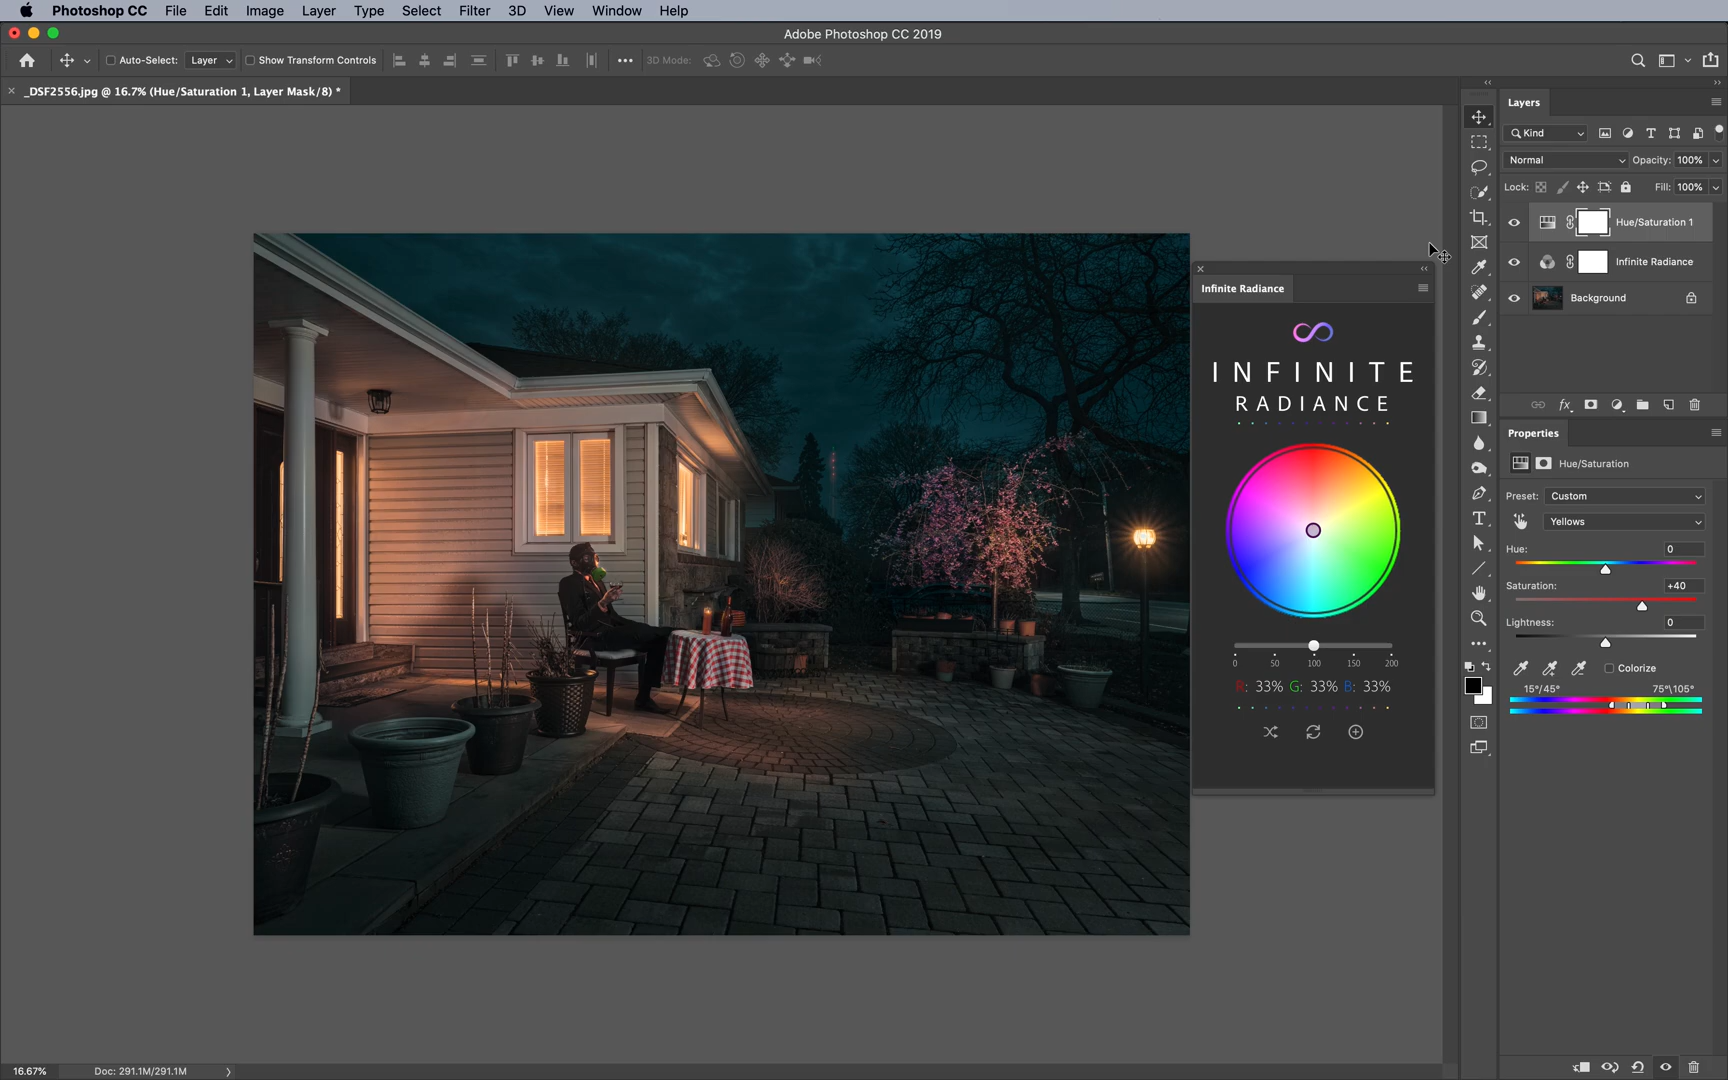 Photoshop CC File Edit Image Layer Type Select Filter 3D View Window Help
Adobe Photoshop CC 2019
Auto-Select: Layer Show Transform Controls 3D Mode:
_DSF2556.jpg @ 16.7% (Hue/Saturation 1, Layer Mask/8) *
Layers
Kind
Normal Opacity: 100%
Lock: Fill: 100%
Hue/Saturation 1
Infinite Radiance
Background
Infinite Radiance
INFINITE
RADIANCE
0 50 100 150 200
R: 33% G: 33% B: 33%
Properties
Hue/Saturation
Preset: Custom
Yellows
Hue: 0
Saturation: +40
Lightness: 0
Colorize
15°/45° 75°\105°
16.67% Doc: 291.1M/291.1M